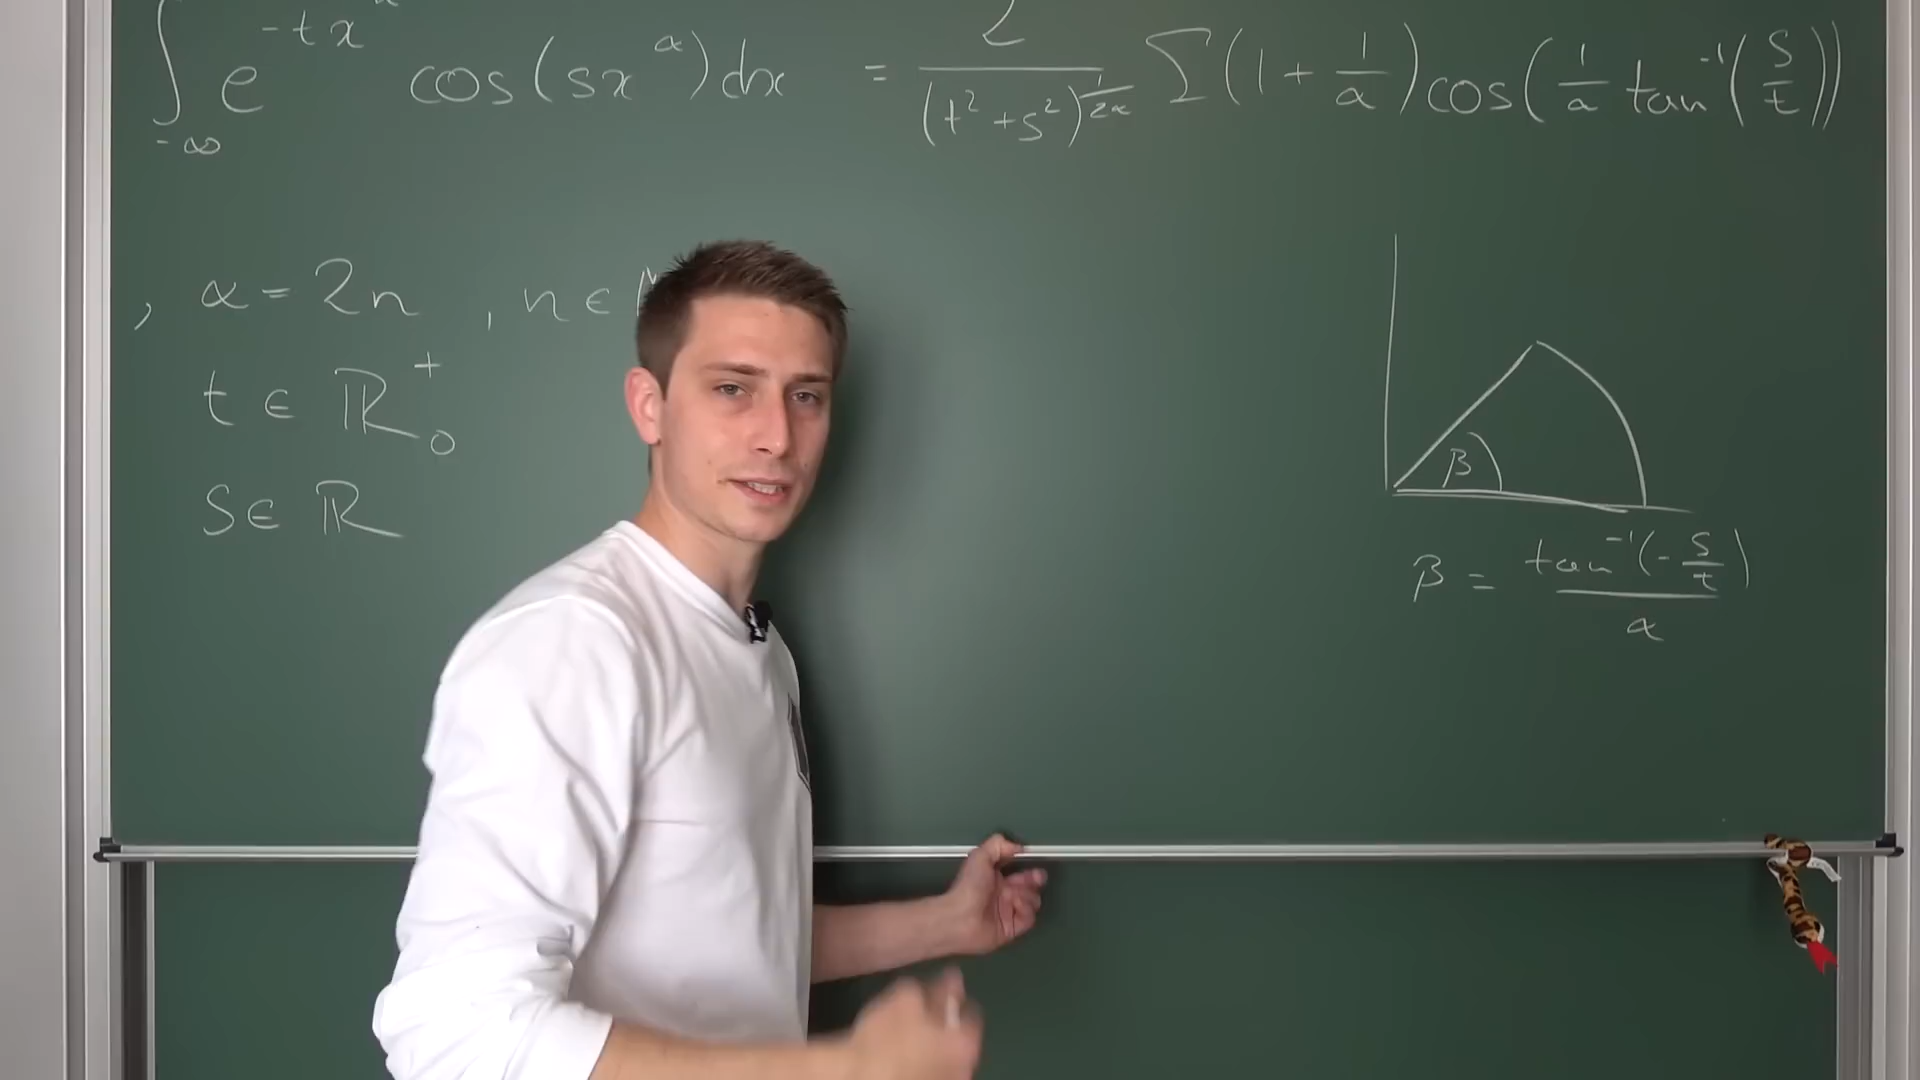 ∫_{-∞} e^{-tx^α} cos(sx^α)dx = 2/(t²+s²)^{1/2α} Γ(1+1/α)cos(1/α tan⁻¹(s/t))
, α=2n , n∈
t ∈ ℝ₀⁺
s∈ ℝ
β
β = tan⁻¹(-s/t)/α